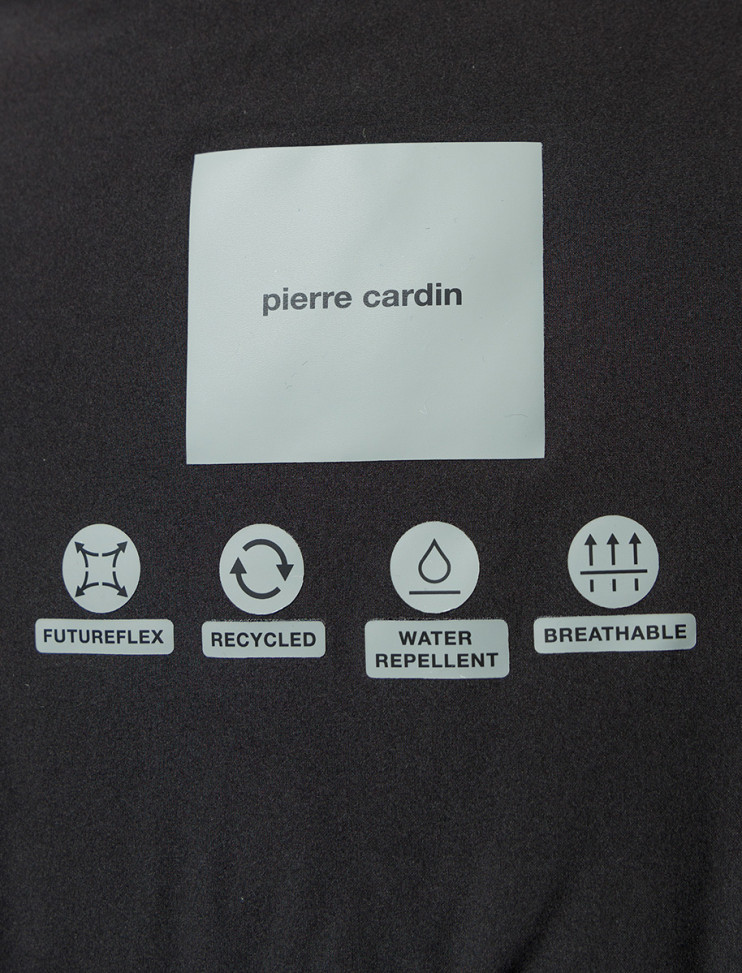 pierre cardin
FUTUREFLEX
RECYCLED
WATER
REPELLENT
BREATHABLE